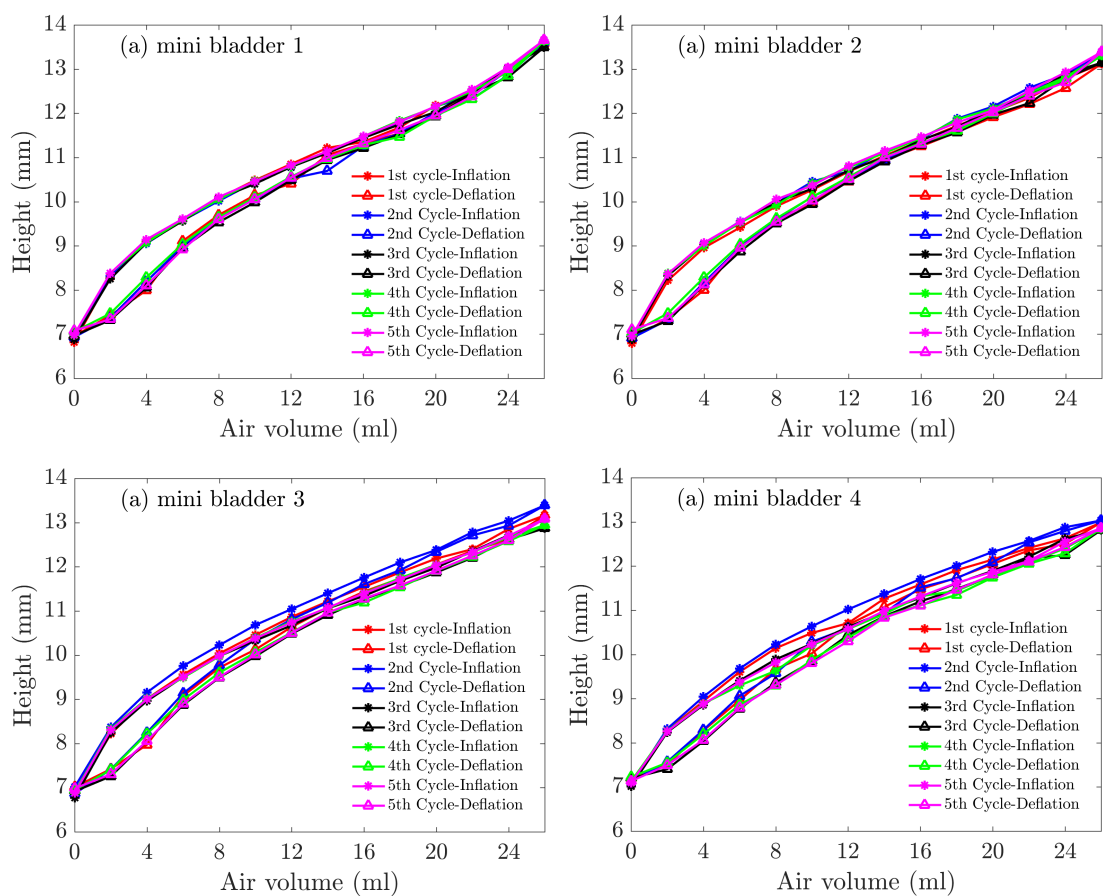 (a) mini bladder 1
14
13
12
11
10
9
8
7
6
Height (mm)
1st cycle-Inflation
1st cycle-Deflation
2nd Cycle-Inflation
2nd Cycle-Deflation
3rd Cycle-Inflation
3rd Cycle-Deflation
4th Cycle-Inflation
4th Cycle-Deflation
5th Cycle-Inflation
5th Cycle-Deflation
0 4 8 12 16 20 24
Air volume (ml)
(a) mini bladder 2
14
13
12
11
10
9
8
7
6
Height (mm)
1st cycle-Inflation
1st cycle-Deflation
2nd Cycle-Inflation
2nd Cycle-Deflation
3rd Cycle-Inflation
3rd Cycle-Deflation
4th Cycle-Inflation
4th Cycle-Deflation
5th Cycle-Inflation
5th Cycle-Deflation
0 4 8 12 16 20 24
Air volume (ml)
(a) mini bladder 3
14
13
12
11
10
9
8
7
6
Height (mm)
1st cycle-Inflation
1st cycle-Deflation
2nd Cycle-Inflation
2nd Cycle-Deflation
3rd Cycle-Inflation
3rd Cycle-Deflation
4th Cycle-Inflation
4th Cycle-Deflation
5th Cycle-Inflation
5th Cycle-Deflation
0 4 8 12 16 20 24
Air volume (ml)
(a) mini bladder 4
14
13
12
11
10
9
8
7
6
Height (mm)
1st cycle-Inflation
1st cycle-Deflation
2nd Cycle-Inflation
2nd Cycle-Deflation
3rd Cycle-Inflation
3rd Cycle-Deflation
4th Cycle-Inflation
4th Cycle-Deflation
5th Cycle-Inflation
5th Cycle-Deflation
0 4 8 12 16 20 24
Air volume (ml)